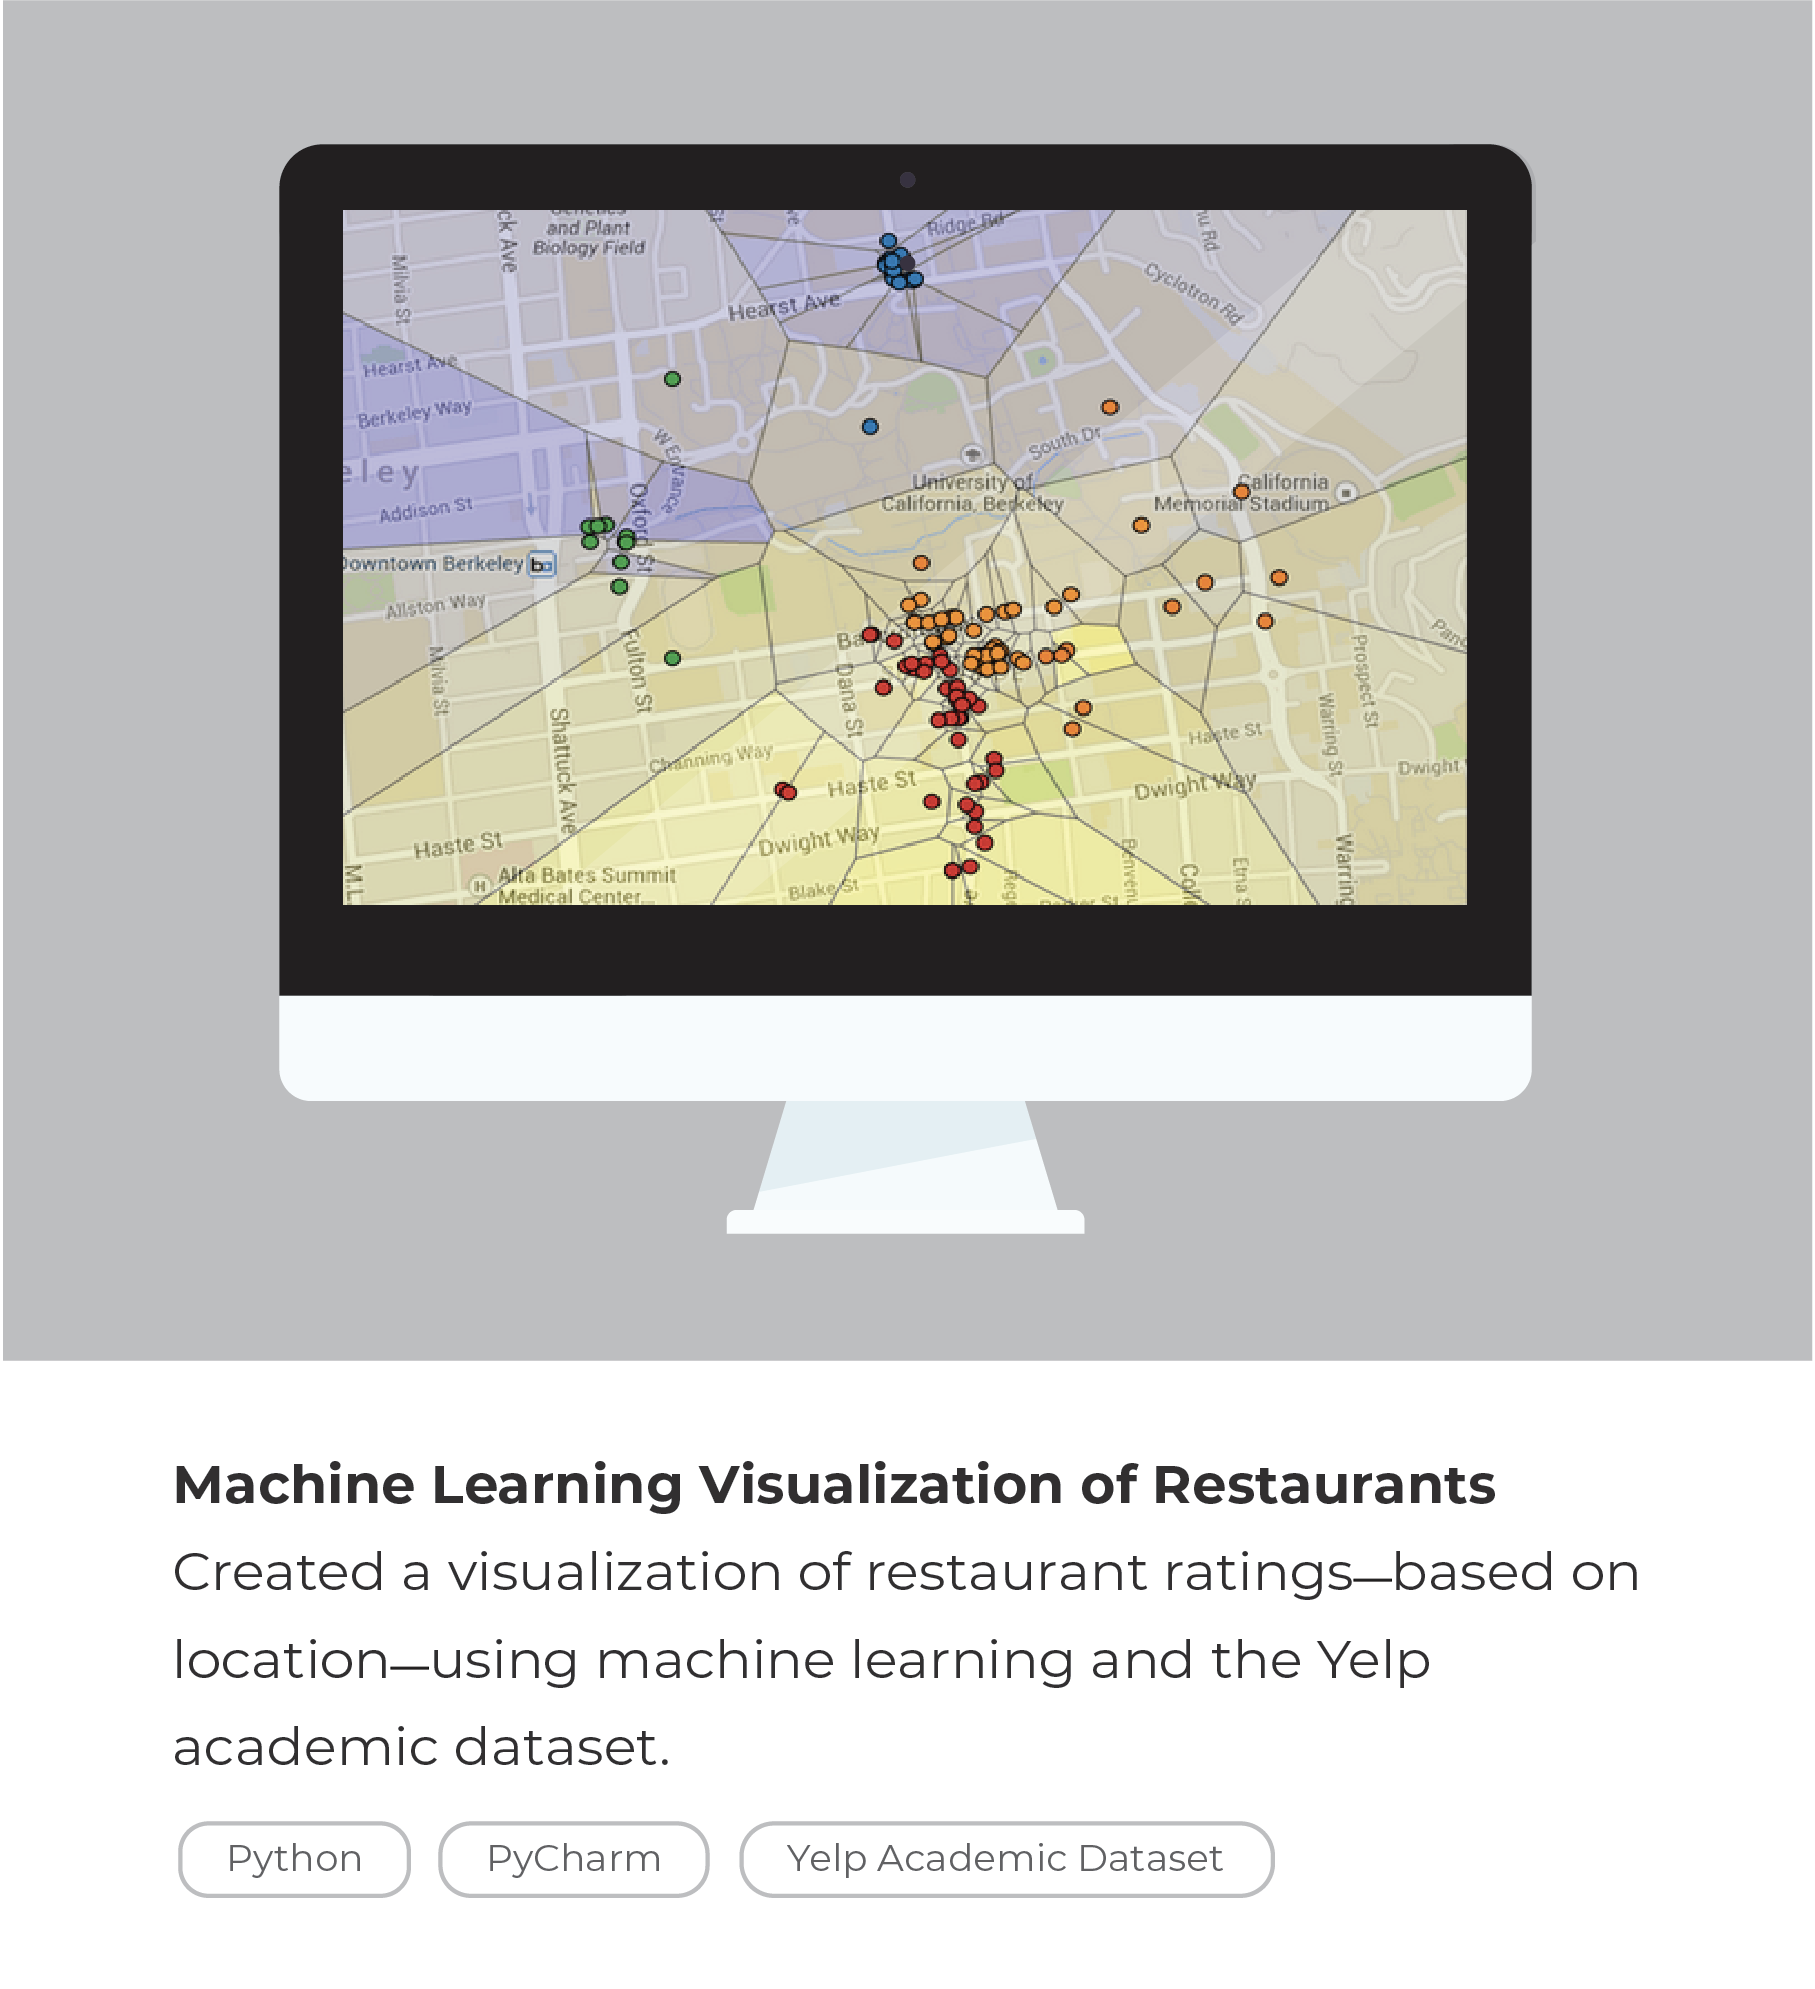 and Plant
Biology Field
Ridge Rd
ck Ave
Milvia St
Hearst Ave
Cyclotron Rd
Hearst Ave
Berkeley Way
eley
Addison St
W Entrance
Oxford St
South Dr
University of
California, Berkeley
California
Memorial Stadium
Downtown Berkeley
Allston Way
Milvia St
Fulton St
Dana St
Shattuck Ave
Channing Way
Prospect St
Warring St
Haste St
Haste St
Dwight Way
Dwight
Haste St
Dwight Way
H
Alta Bates Summit
Medical Center...
Blake St
Etna S
Warring
Machine Learning Visualization of Restaurants
Created a visualization of restaurant ratings—based on
location—using machine learning and the Yelp
academic dataset.
Python
PyCharm
Yelp Academic Dataset